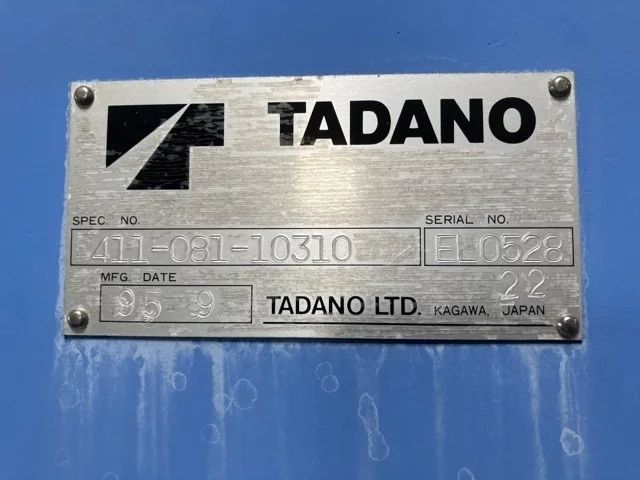 TADANO
SPEC. NO.
SERIAL NO.
411-081-10310
EL0528
MFG. DATE
95 9
22
TADANO LTD. KAGAWA, JAPAN